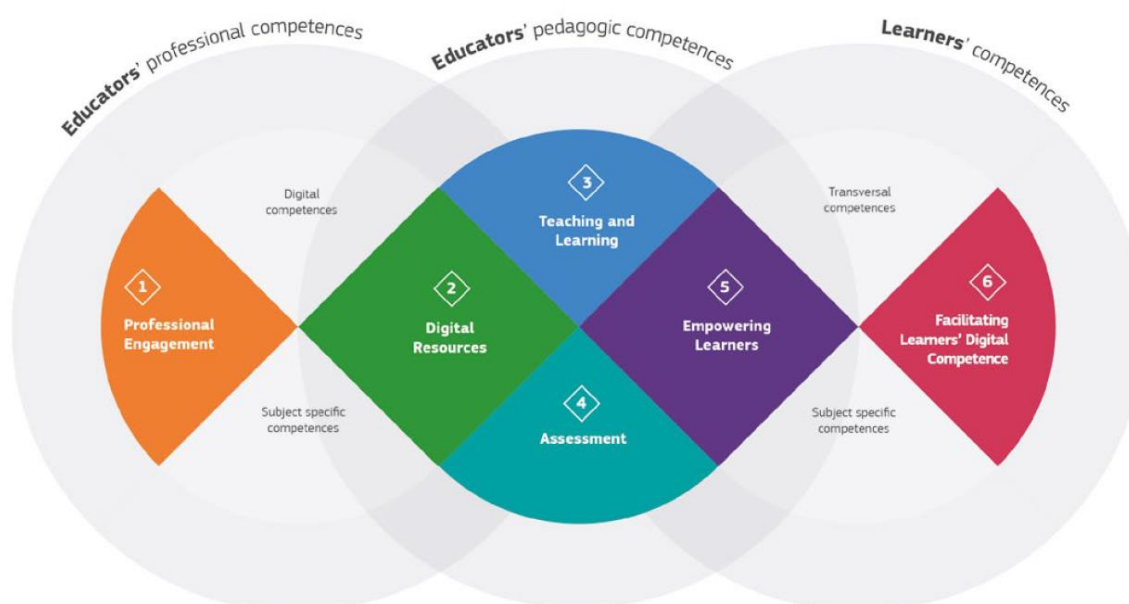 Educators' professional competences
Educators' pedagogic competences
Learners' competences
Digital
competences
Subject specific
competences
1
Professional
Engagement
2
Digital
Resources
3
Teaching and
Learning
4
Assessment
5
Empowering
Learners
Transversal
competences
Subject specific
competences
6
Facilitating
Learners' Digital
Competence